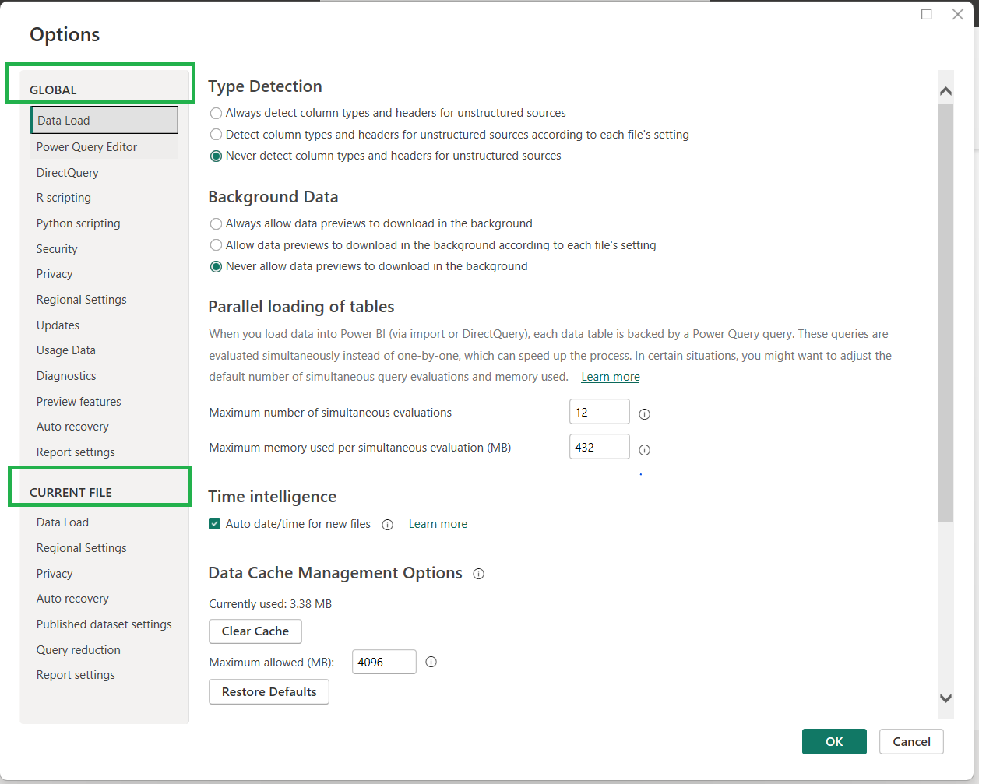 Options
GLOBAL
Data Load
Power Query Editor
DirectQuery
R scripting
Python scripting
Security
Privacy
Regional Settings
Updates
Usage Data
Diagnostics
Preview features
Auto recovery
Report settings
CURRENT FILE
Data Load
Regional Settings
Privacy
Auto recovery
Published dataset settings
Query reduction
Report settings
Type Detection
Always detect column types and headers for unstructured sources
Detect column types and headers for unstructured sources according to each file's setting
Never detect column types and headers for unstructured sources
Background Data
Always allow data previews to download in the background
Allow data previews to download in the background according to each file's setting
Never allow data previews to download in the background
Parallel loading of tables
When you load data into Power BI (via import or DirectQuery), each data table is backed by a Power Query query. These queries are
evaluated simultaneously instead of one-by-one, which can speed up the process. In certain situations, you might want to adjust the
default number of simultaneous query evaluations and memory used. Learn more
Maximum number of simultaneous evaluations 12
Maximum memory used per simultaneous evaluation (MB) 432
Time intelligence
Auto date/time for new files Learn more
Data Cache Management Options
Currently used: 3.38 MB
Clear Cache
Maximum allowed (MB): 4096
Restore Defaults
OK Cancel